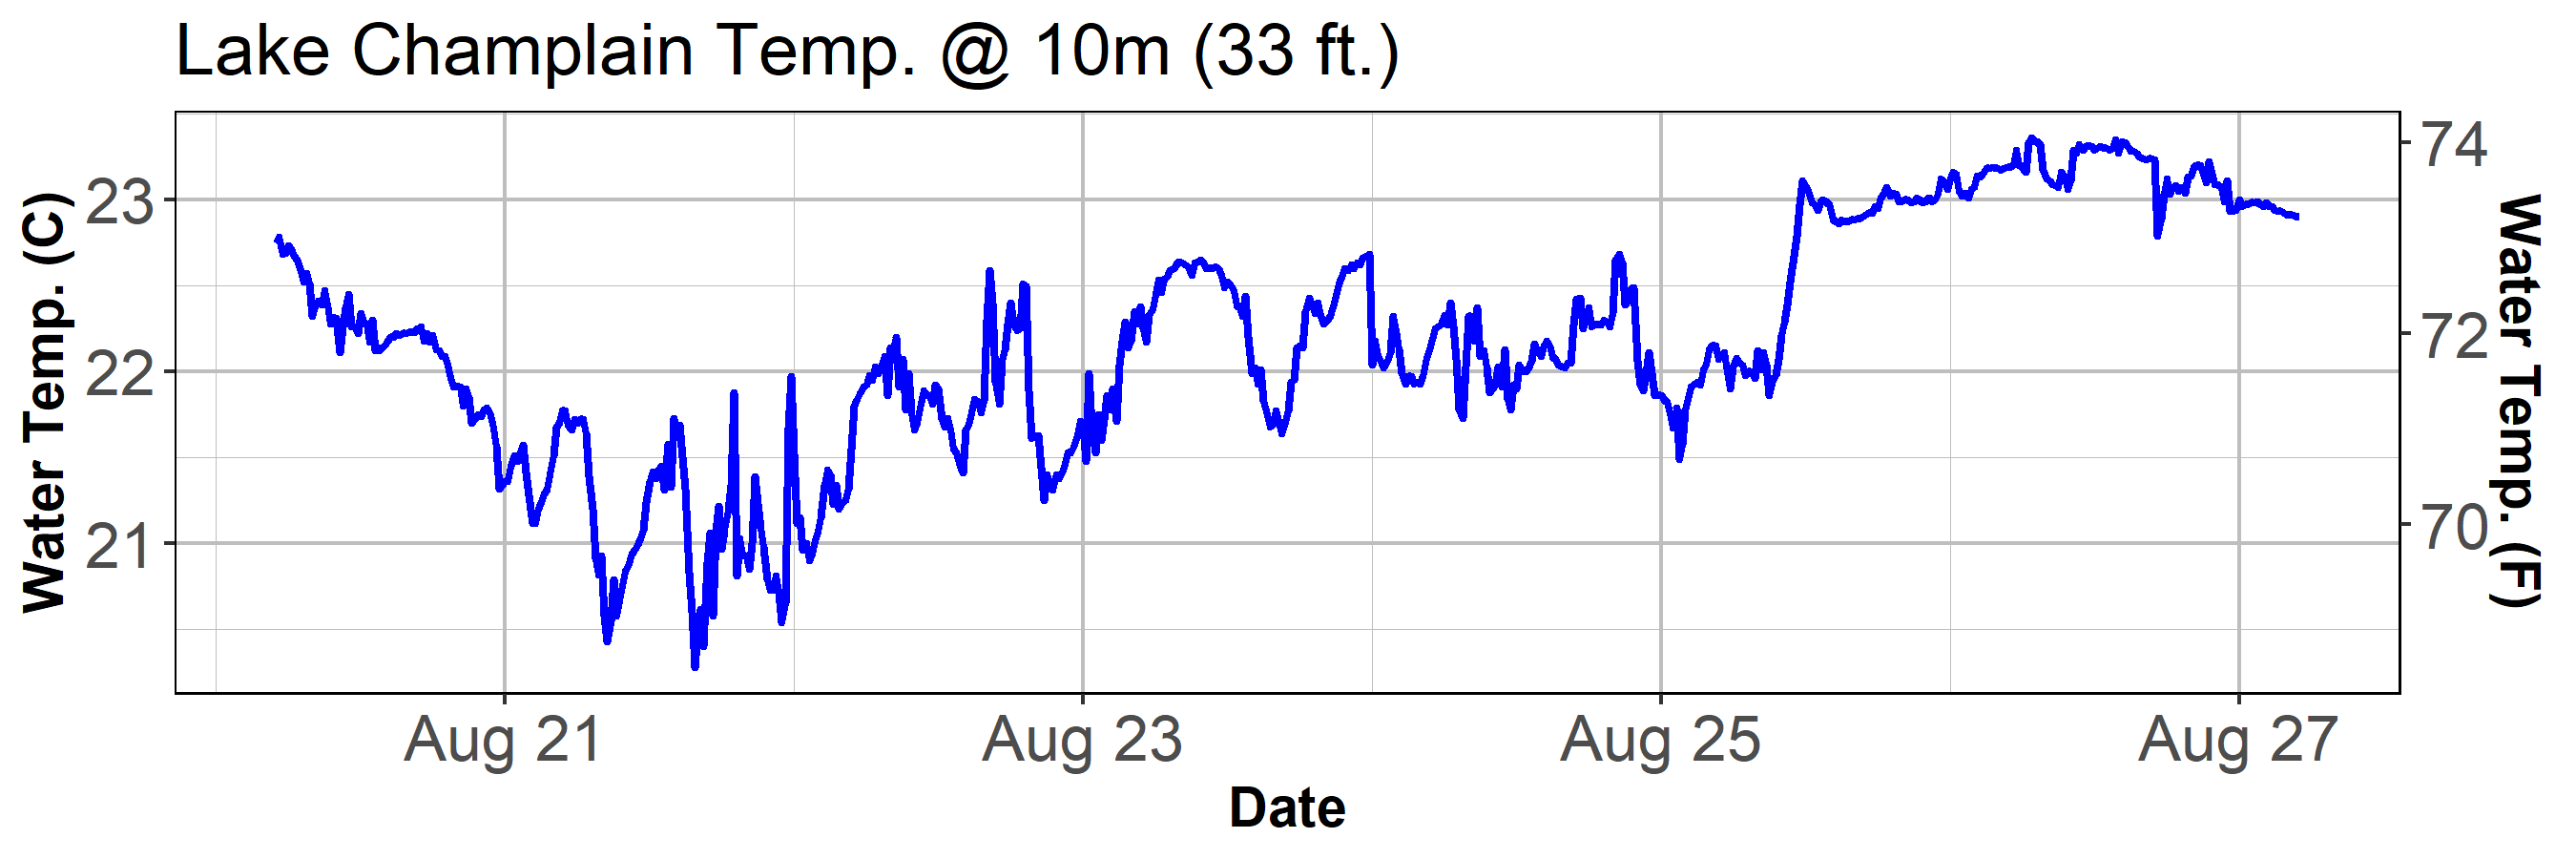 Lake Champlain Temp. @ 10m (33 ft.)
Water Temp. (C)
23
22
21
74
72
70
Water Temp. (F)
Aug 21
Aug 23
Aug 25
Aug 27
Date